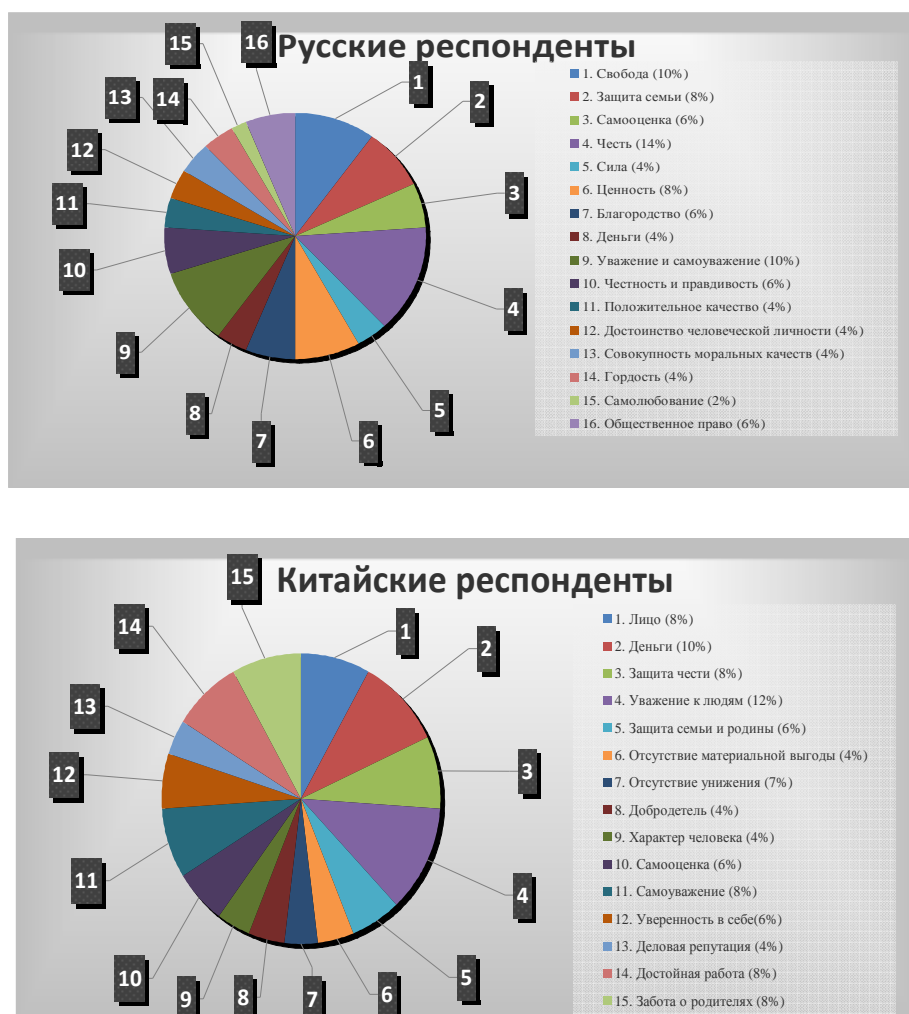 Русские респонденты
15
16
1
13
14
2
12
3
11
10
4
9
8
5
7
6
1. Свобода (10%)
2. Защита семьи (8%)
3. Самооценка (6%)
4. Честь (14%)
5. Сила (4%)
6. Ценность (8%)
7. Благородство (6%)
8. Деньги (4%)
9. Уважение и самоуважение (10%)
10. Честность и правдивость (6%)
11. Положительное качество (4%)
12. Достоинство человеческой личности (4%)
13. Совокупность моральных качеств (4%)
14. Гордость (4%)
15. Самолюбование (2%)
16. Общественное право (6%)
Китайские респонденты
15
14
1
2
13
12
3
11
4
10
9
8
7
6
5
1. Лицо (8%)
2. Деньги (10%)
3. Защита чести (8%)
4. Уважение к людям (12%)
5. Защита семьи и родины (6%)
6. Отсутствие материальной выгоды (4%)
7. Отсутствие унижения (7%)
8. Добродетель (4%)
9. Характер человека (4%)
10. Самооценка (6%)
11. Самоуважение (8%)
12. Уверенность в себе(6%)
13. Деловая репутация (4%)
14. Достойная работа (8%)
15. Забота о родителях (8%)